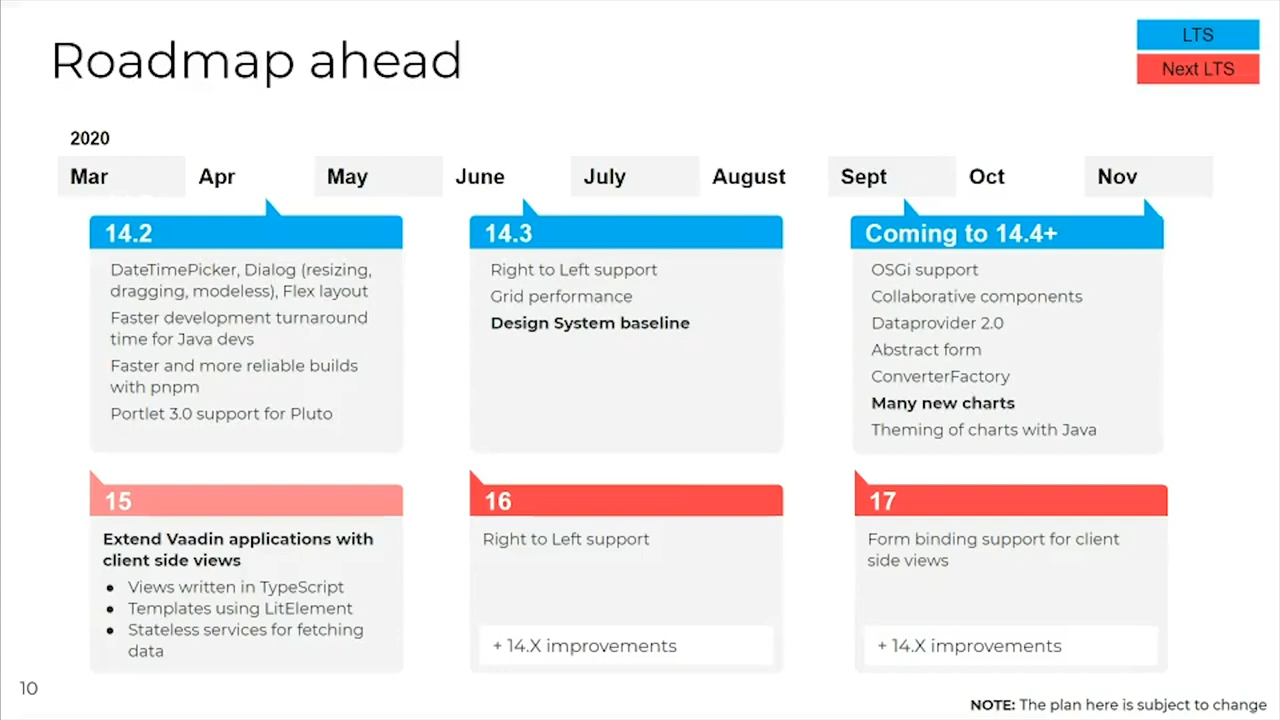 Roadmap ahead
LTS
Next LTS
2020
Mar Apr May June July August Sept Oct Nov
14.2
DateTimePicker, Dialog (resizing,
dragging, modeless), Flex layout
Faster development turnaround
time for Java devs
Faster and more reliable builds
with pnpm
Portlet 3.0 support for Pluto
14.3
Right to Left support
Grid performance
Design System baseline
Coming to 14.4+
OSGi support
Collaborative components
Dataprovider 2.0
Abstract form
ConverterFactory
Many new charts
Theming of charts with Java
15
Extend Vaadin applications with
client side views
● Views written in TypeScript
● Templates using LitElement
● Stateless services for fetching
data
16
Right to Left support
+ 14.X improvements
17
Form binding support for client
side views
+ 14.X improvements
10
NOTE: The plan here is subject to change